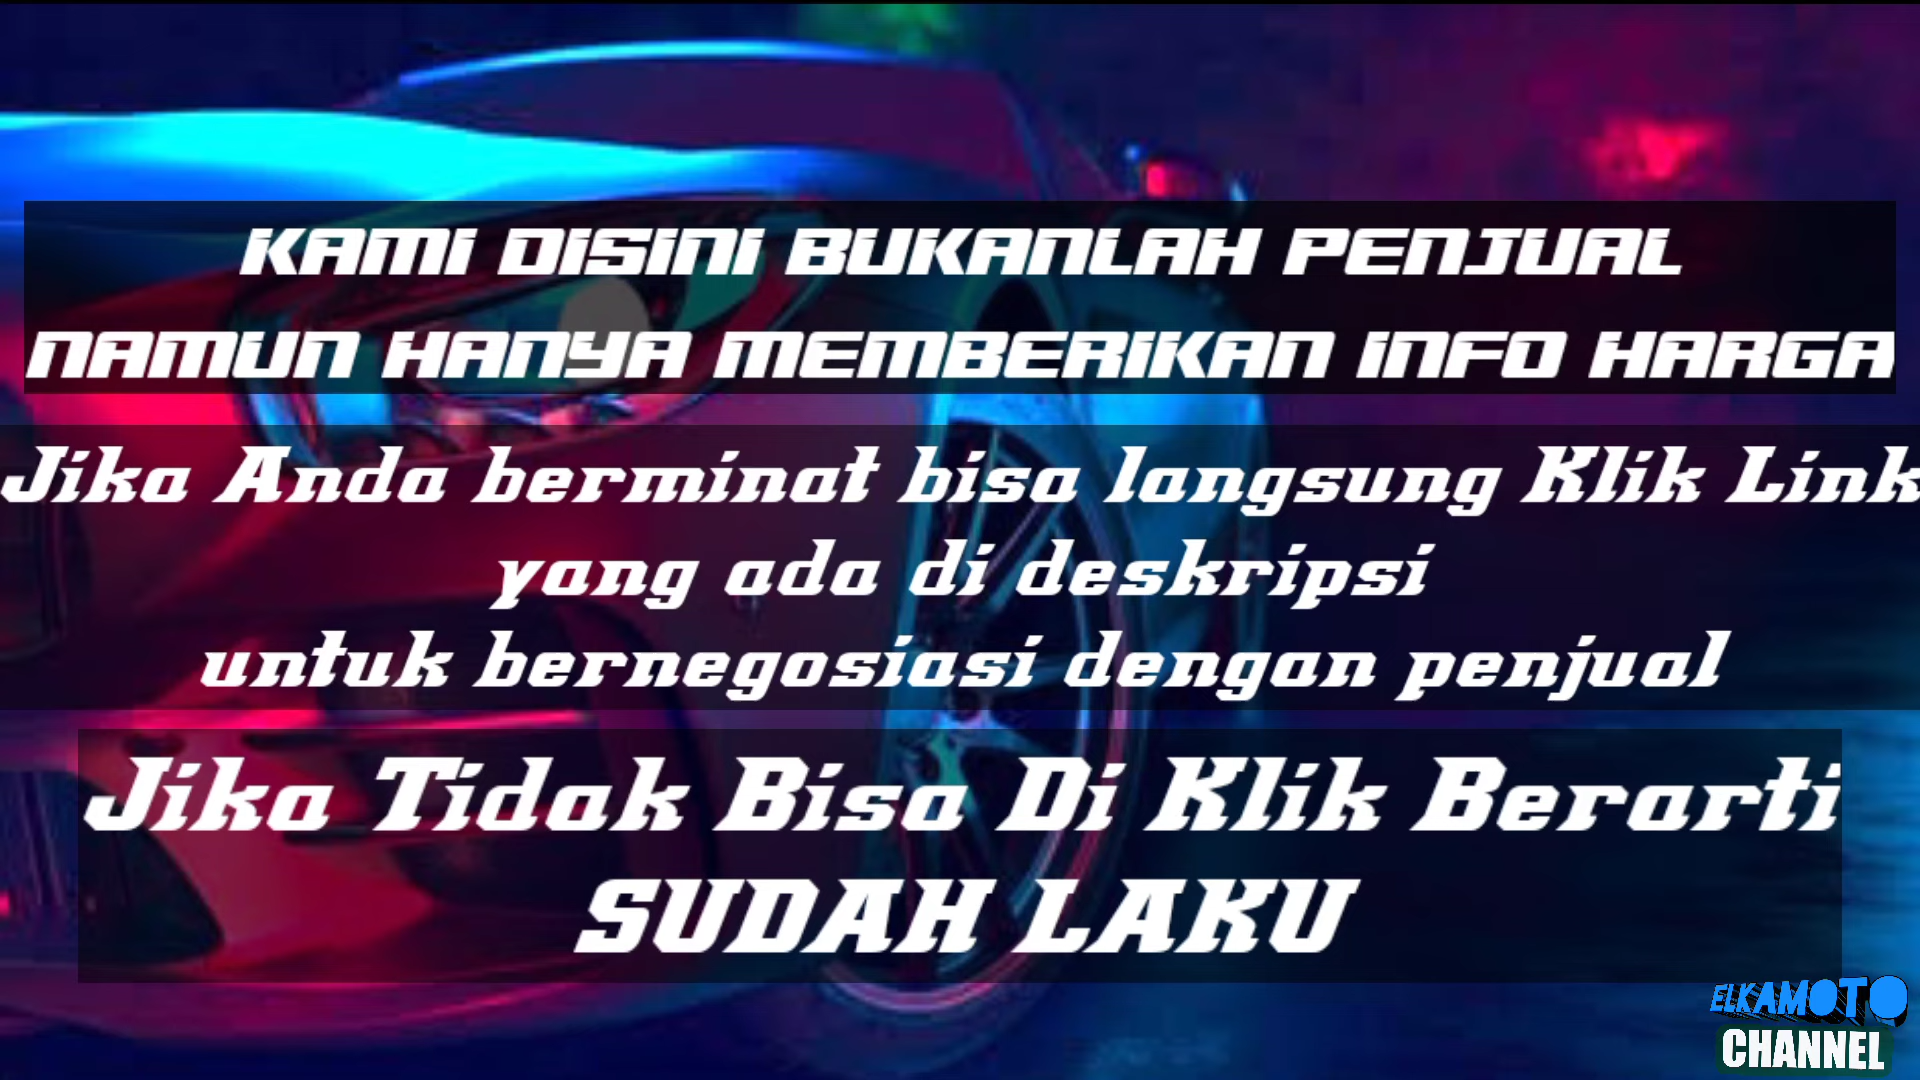 KAMI DISINI BUKANLAH PENJUAL
NAMUN HANYA MEMBERIKAN INFO HARGA
Jika Anda berminat bisa langsung Klik Link
yang ada di deskripsi
untuk bernegosiasi dengan penjual
Jika Tidak Bisa Di Klik Berarti
SUDAH LAKU
ELKAMOTO
CHANNEL